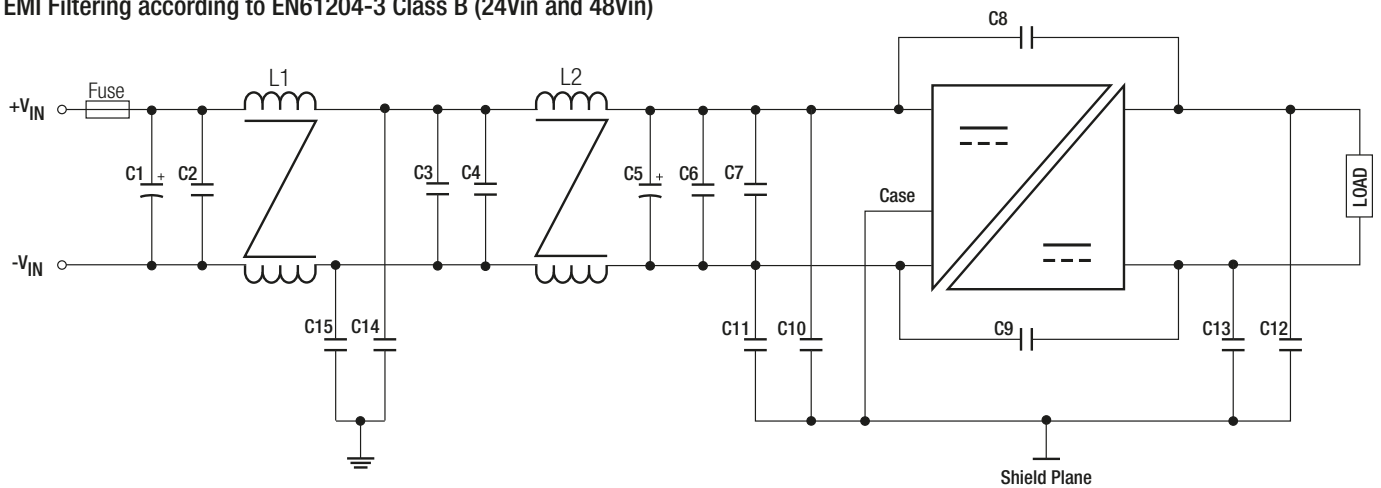 EMI Filtering according to EN61204-3 Class B (24Vin and 48Vin)
C8
L1
L2
Fuse
+VIN
C1
+
C2
C3
C4
C5
+
C6
C7
Case
LOAD
-VIN
C15
C14
C11
C10
C9
C13
C12
Shield Plane